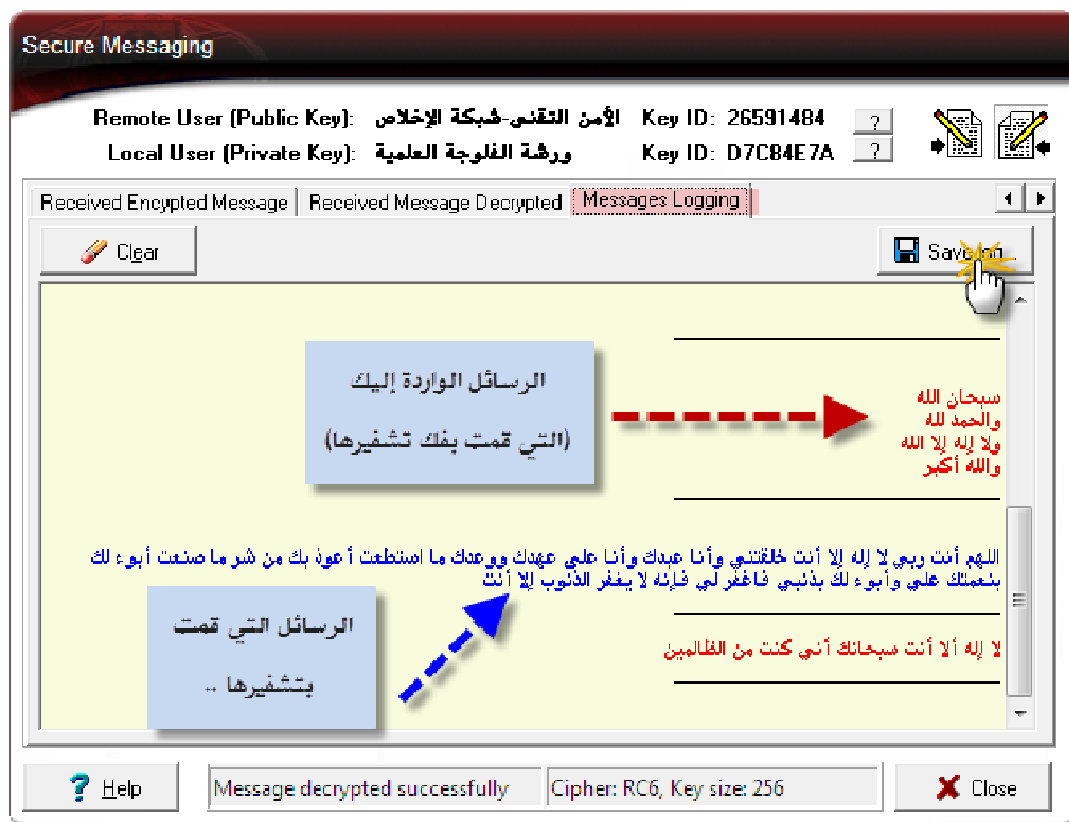 Secure Messaging
Remote User (Public Key): الأمن التقني-شبكة الإخلاص Key ID: 26591484 ?
Local User (Private Key): ورشة الفلوجة العلمية Key ID: D7C84E7A ?
Received Encypted Message Received Message Decrypted Messages Logging
Clear Save
سبحان الله
والحمد لله
ولا إله إلا الله
والله أكبر
الرسائل الواردة إليك
(التي قمت بفك تشفيرها)
اللهم أنت ربي لا إله إلا أنت خلقتني وأنا عبدك وأنا على عهدك ووعدك ما استطعت أعوذ بك من شر ما صنعت أبوء لك
بنعمتك علي وأبوء لك بذنبي فاغفر لي فإنه لا يغفر الذنوب إلا أنت
الرسائل التي قمت
بتشفيرها ..
لا إله ألا أنت سبحانك أني كنت من الظالمين
Help Message decrypted successfully Cipher: RC6, Key size: 256 Close